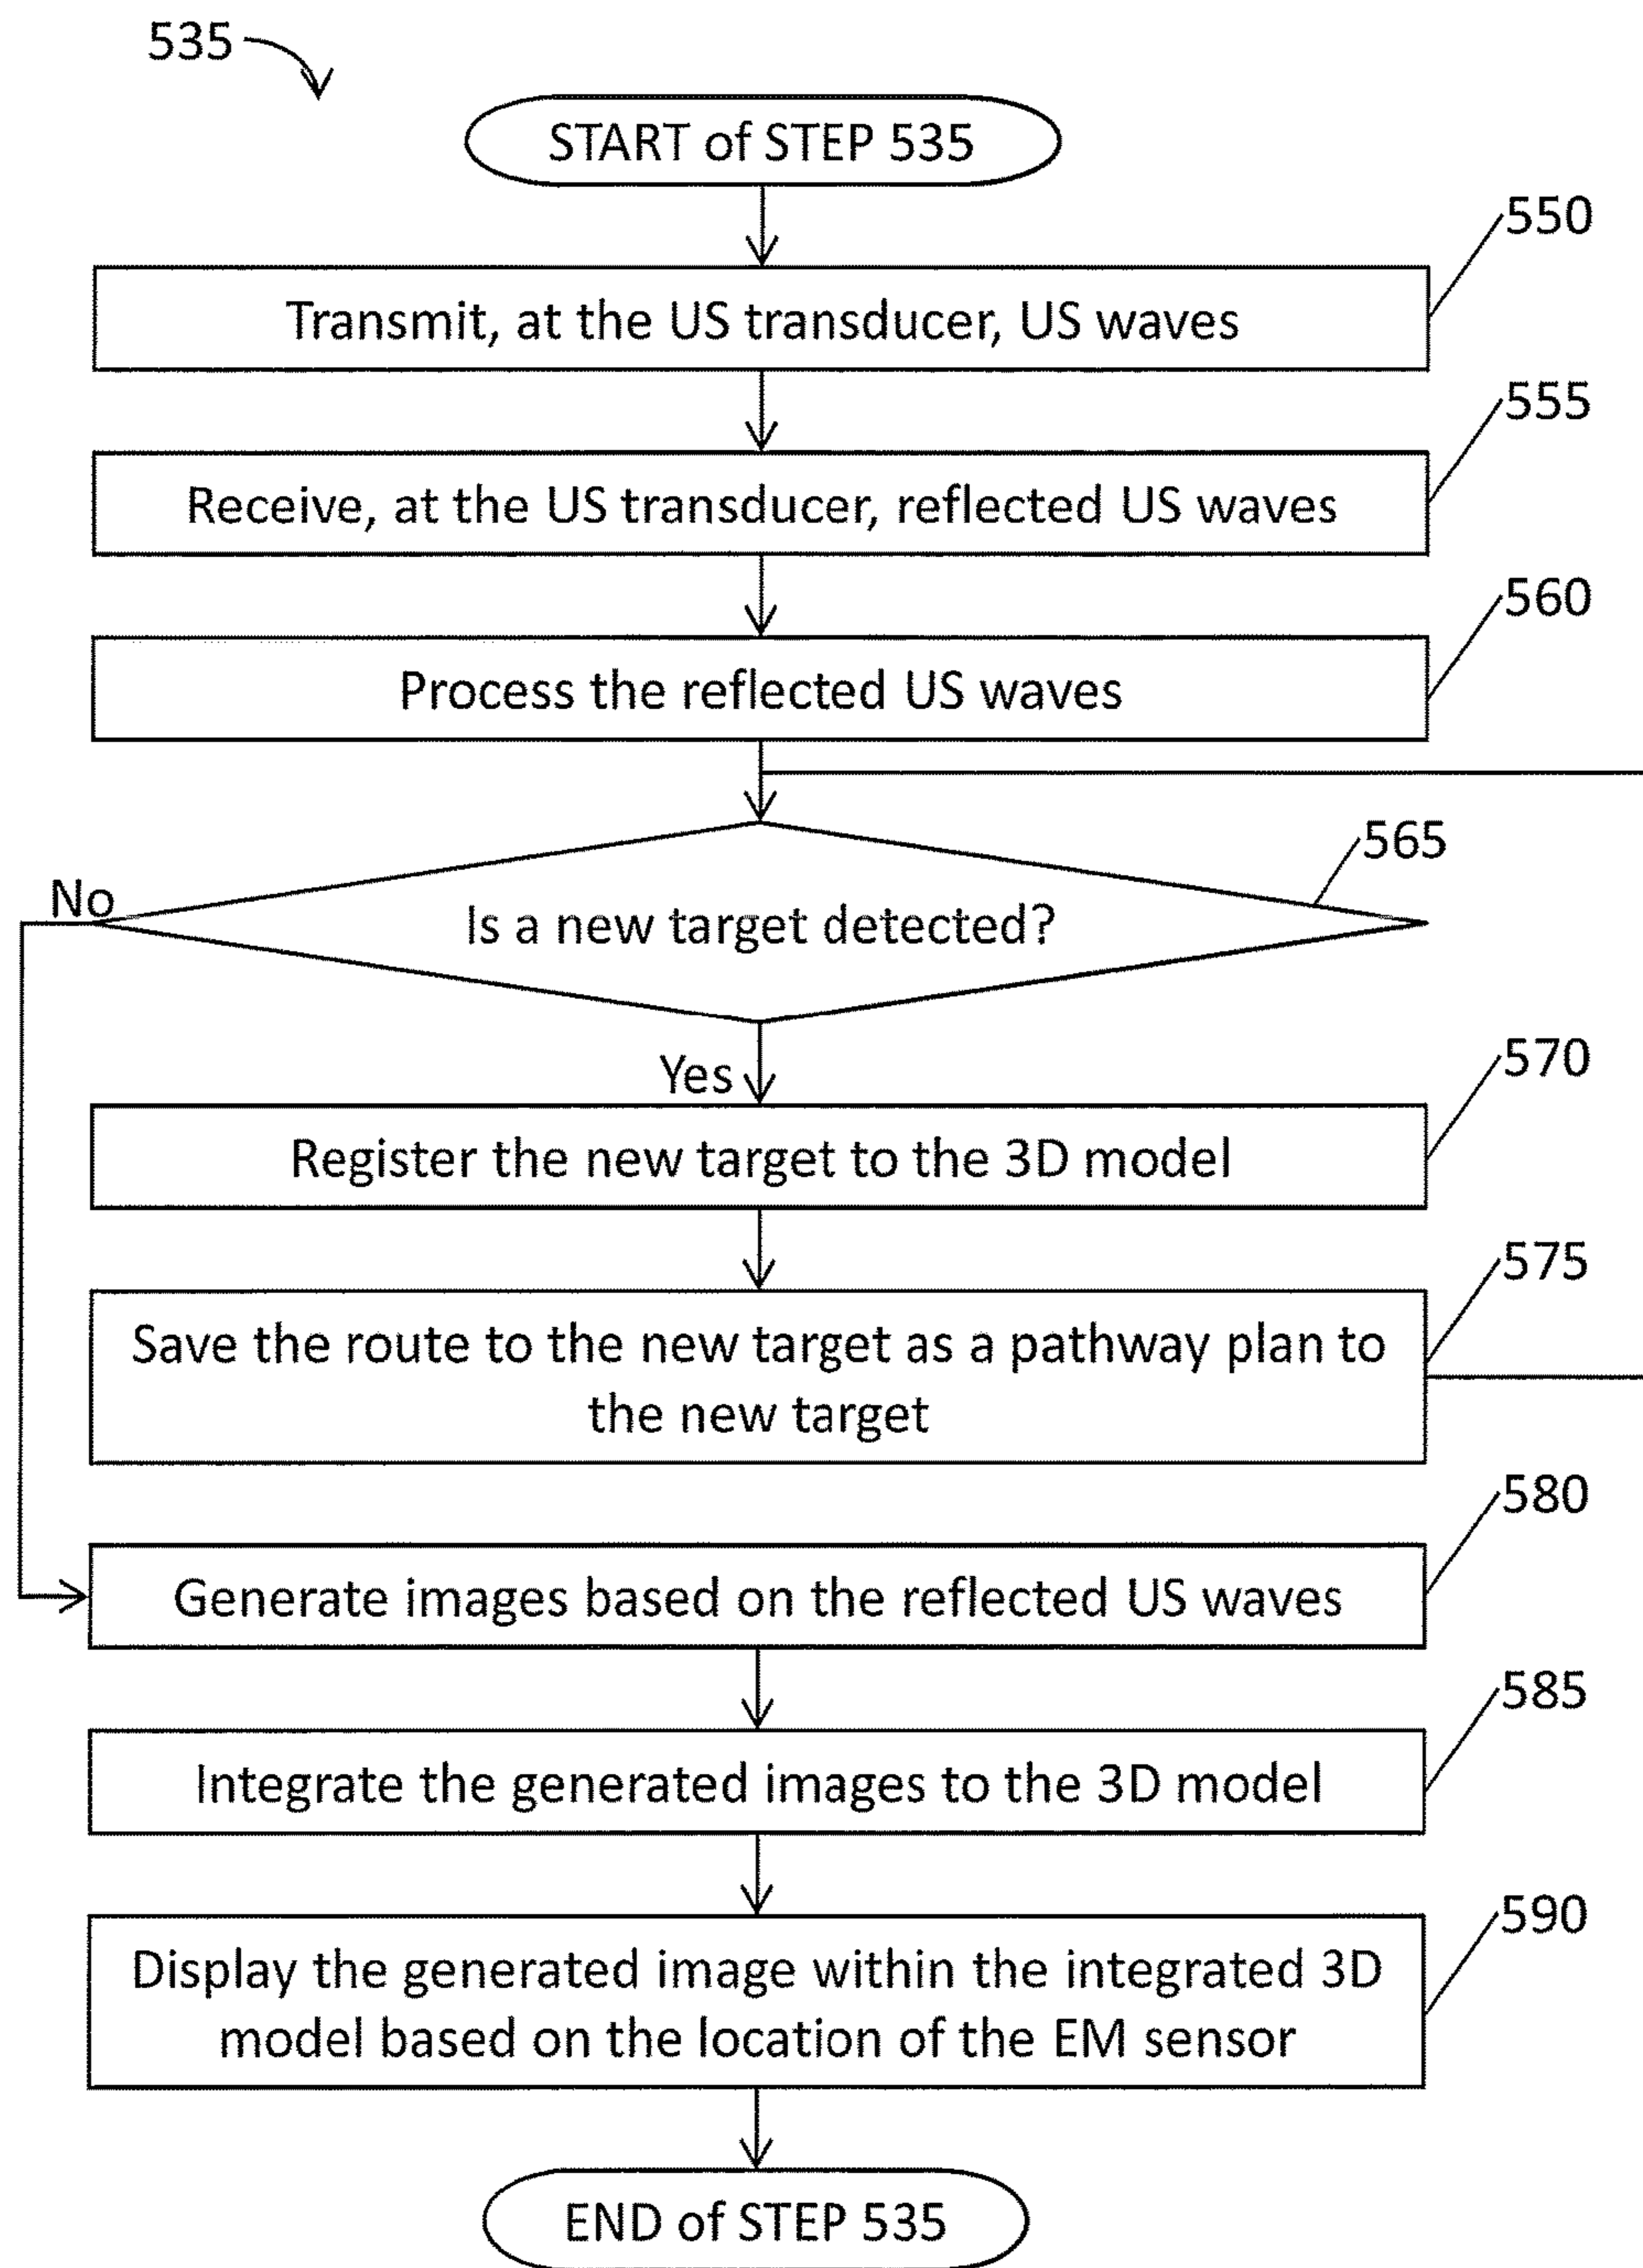 535
START of STEP 535
550
Transmit, at the US transducer, US waves
555
Receive, at the US transducer, reflected US waves
560
Process the reflected US waves
565
No
Is a new target detected?
Yes
570
Register the new target to the 3D model
575
Save the route to the new target as a pathway plan to
the new target
580
Generate images based on the reflected US waves
585
Integrate the generated images to the 3D model
590
Display the generated image within the integrated 3D
model based on the location of the EM sensor
END of STEP 535